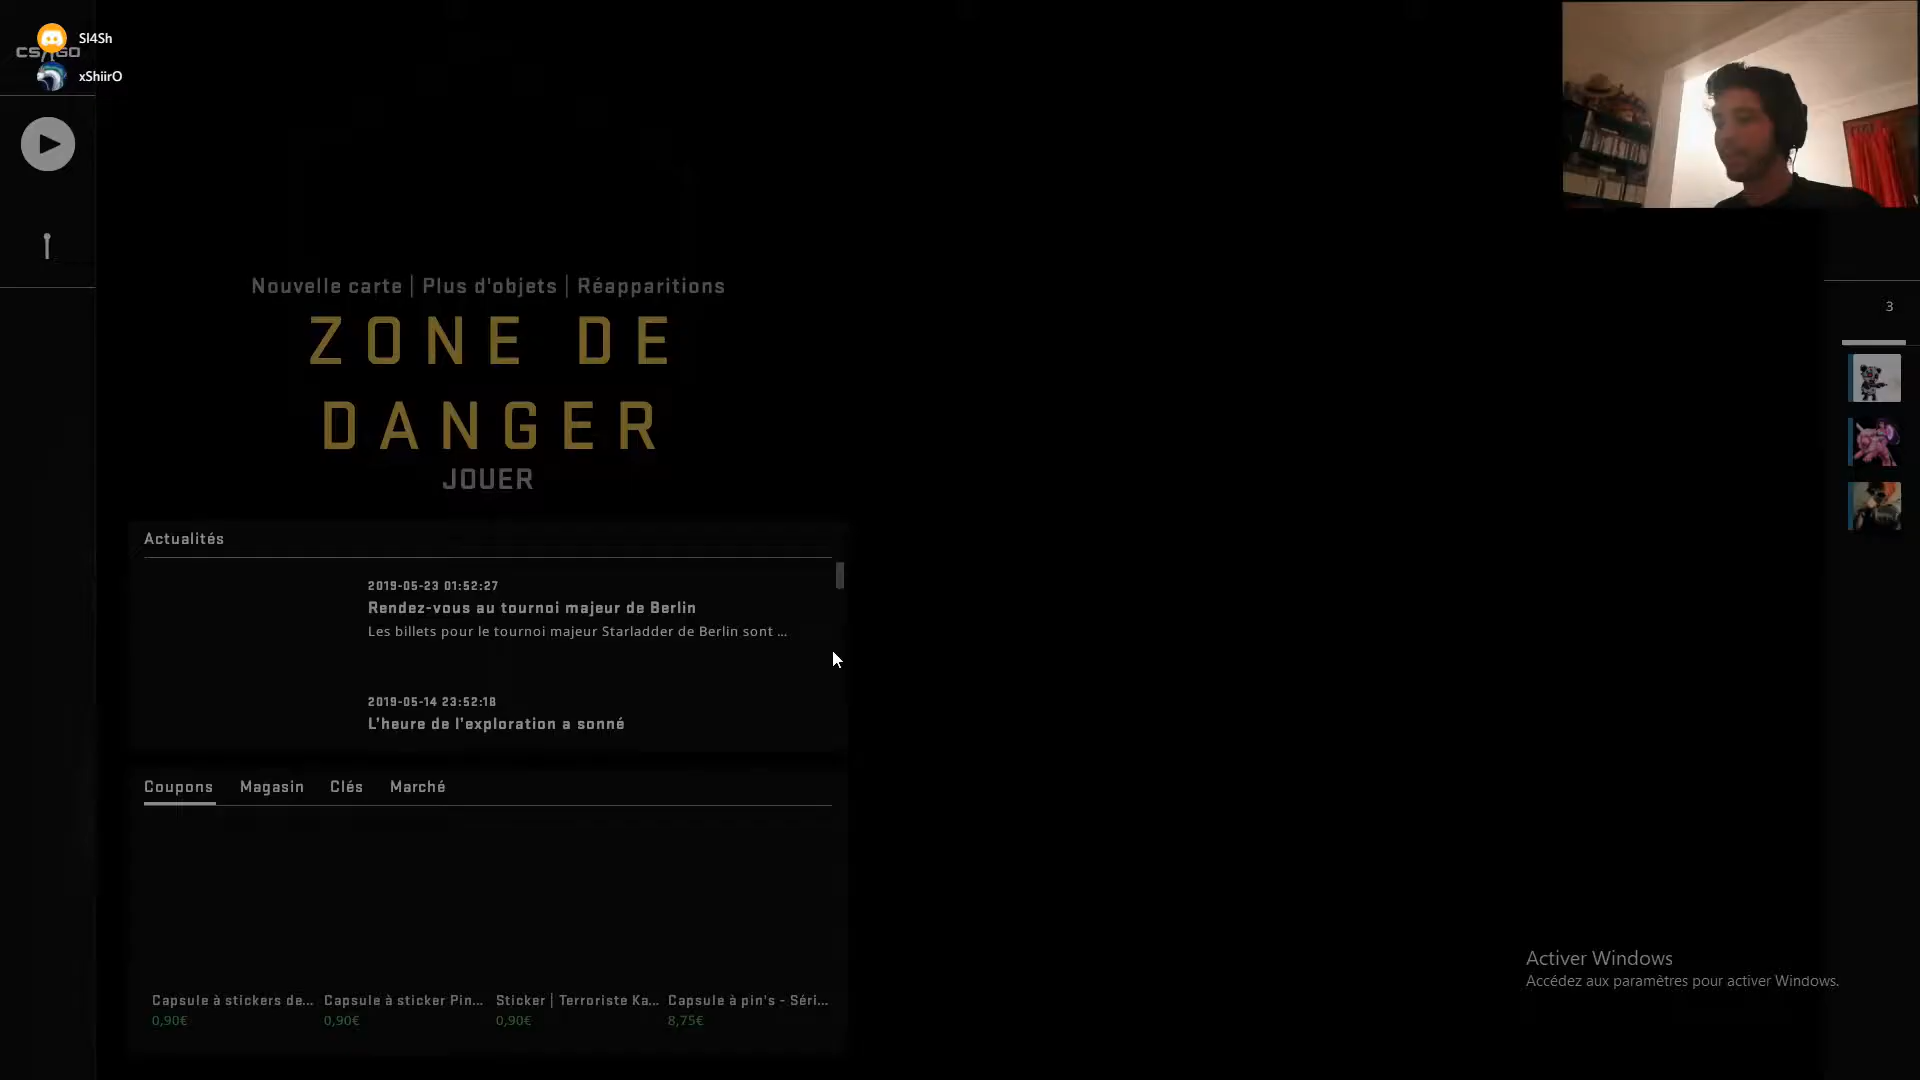 Sl4Sh
CS GO
xShiirO
Nouvelle carte | Plus d'objets | Réapparitions
ZONE DE
DANGER
JOUER
3
Actualités
2019-05-23 01:52:27
Rendez-vous au tournoi majeur de Berlin
Les billets pour le tournoi majeur Starladder de Berlin sont ...
2019-05-14 23:52:18
L'heure de l'exploration a sonné
Coupons Magasin Clés Marché
Capsule à stickers de... Capsule à sticker Pin... Sticker | Terroriste Ka... Capsule à pin's - Séri...
0,90€ 0,90€ 0,90€ 8,75€
Activer Windows
Accédez aux paramètres pour activer Windows.